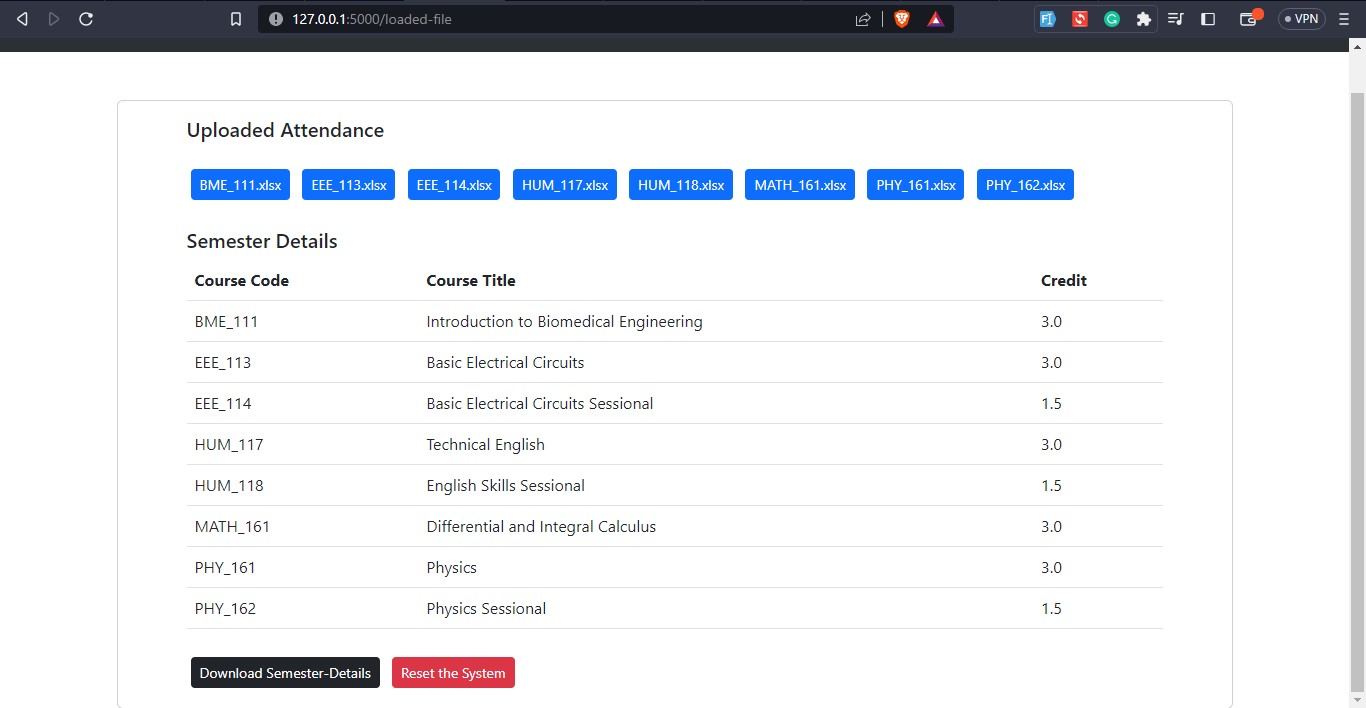 127.0.0.1:5000/loaded-file
VPN
Uploaded Attendance
BME_111.xlsx EEE_113.xlsx EEE_114.xlsx HUM_117.xlsx HUM_118.xlsx MATH_161.xlsx PHY_161.xlsx PHY_162.xlsx
Semester Details
Course Code Course Title Credit
BME_111 Introduction to Biomedical Engineering 3.0
EEE_113 Basic Electrical Circuits 3.0
EEE_114 Basic Electrical Circuits Sessional 1.5
HUM_117 Technical English 3.0
HUM_118 English Skills Sessional 1.5
MATH_161 Differential and Integral Calculus 3.0
PHY_161 Physics 3.0
PHY_162 Physics Sessional 1.5
Download Semester-Details Reset the System